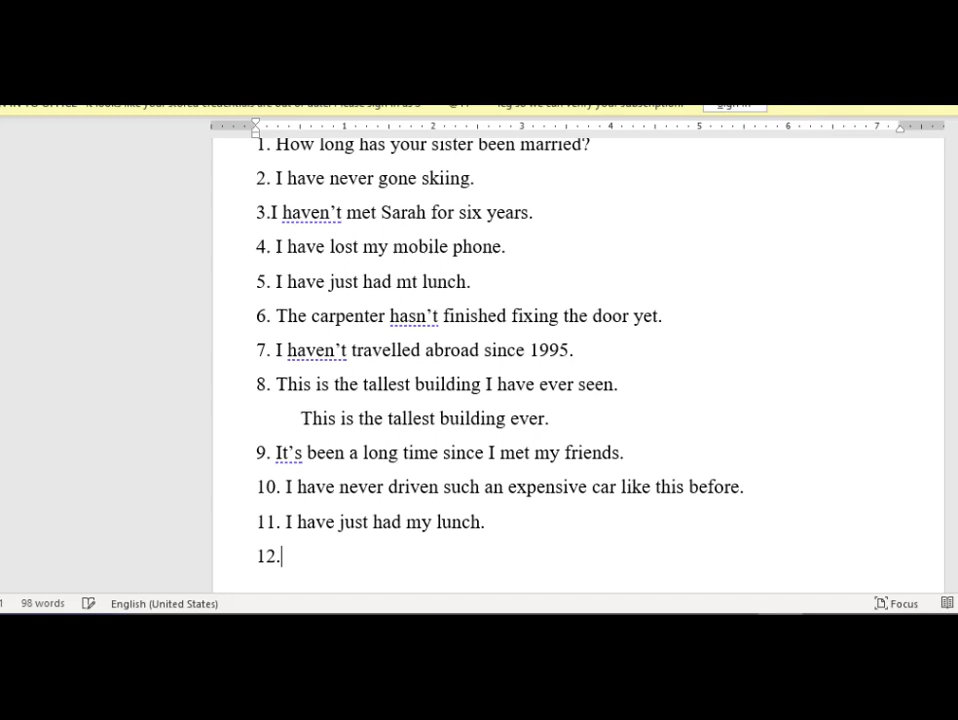 1. How long has your sister been married?
2. I have never gone skiing.
3.I haven’t met Sarah for six years.
4. I have lost my mobile phone.
5. I have just had mt lunch.
6. The carpenter hasn’t finished fixing the door yet.
7. I haven’t travelled abroad since 1995.
8. This is the tallest building I have ever seen.
This is the tallest building ever.
9. It’s been a long time since I met my friends.
10. I have never driven such an expensive car like this before.
11. I have just had my lunch.
12.
98 words English (United States) Focus